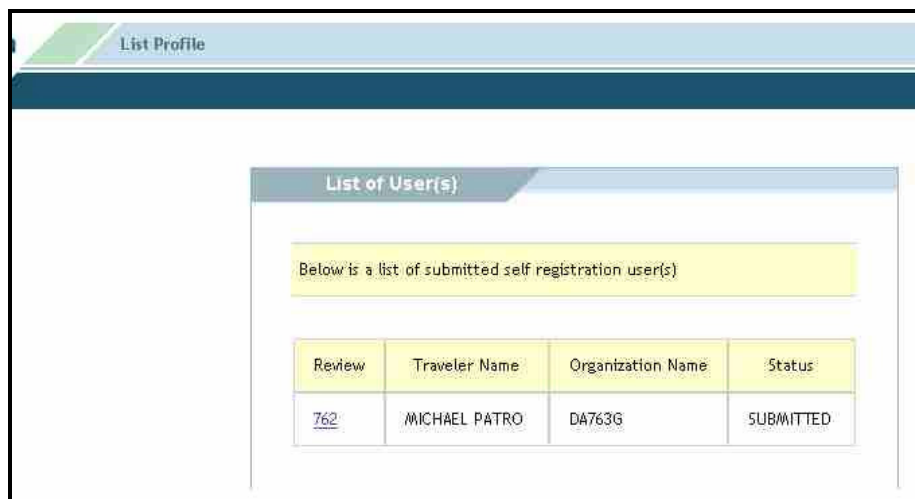 List Profile
List of User(s)
Below is a list of submitted self registration user(s)
Review Traveler Name Organization Name Status
762 MICHAEL PATRO DA763G SUBMITTED